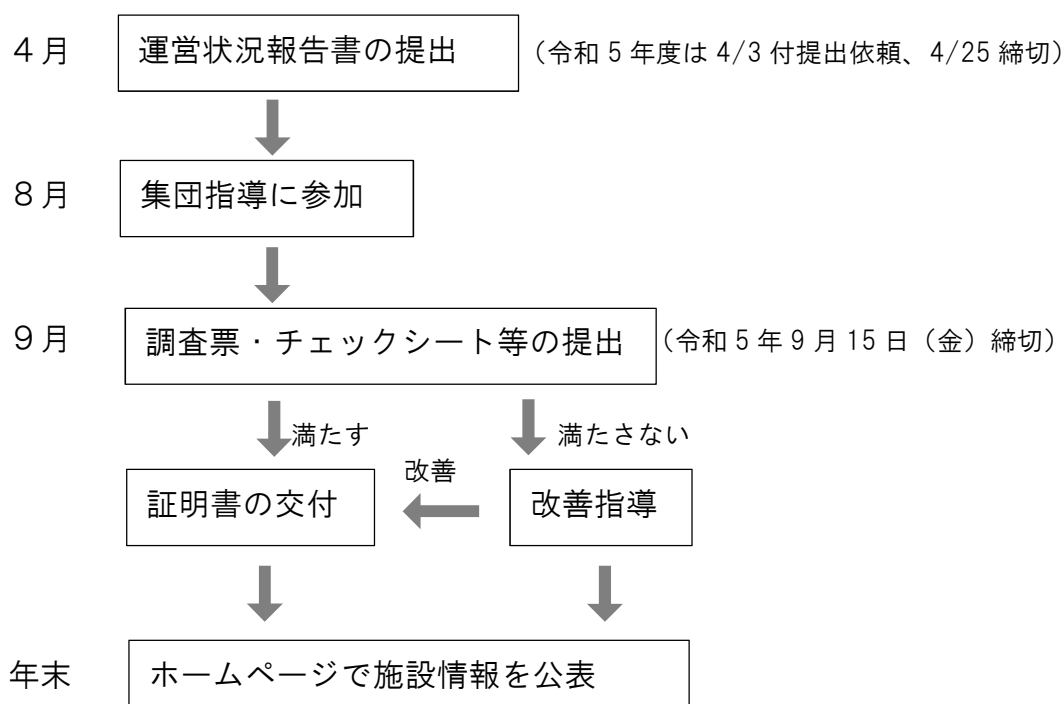 4月 運営状況報告書の提出 （令和5年度は 4/3 付提出依頼、4/25 締切）
8月 集団指導に参加
9月 調査票・チェックシート等の提出 （令和5年9月15日（金）締切）
満たす 満たさない
改善
証明書の交付 改善指導
年末 ホームページで施設情報を公表